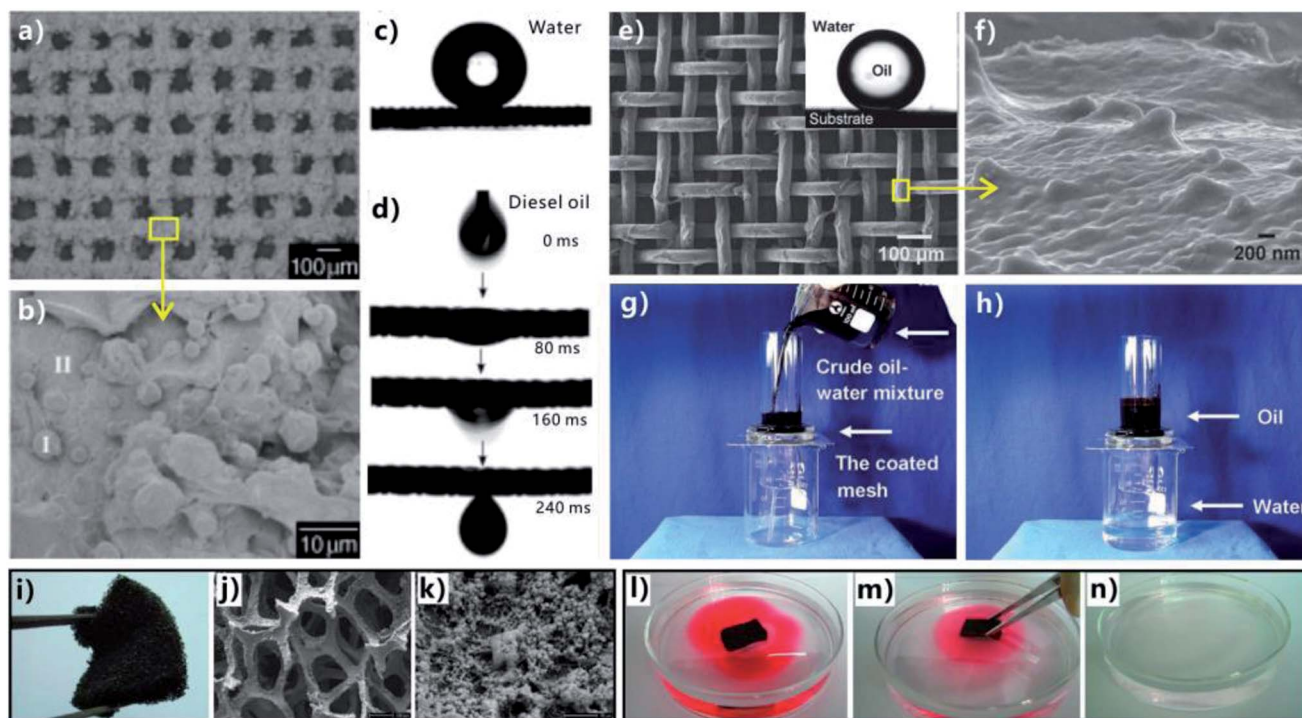 a)
100μm
b)
II
I
10μm
c)
Water
d)
Diesel oil
0 ms
80 ms
160 ms
240 ms
e)
Water
Oil
Substrate
100 μm
f)
200 nm
g)
Crude oil-
water mixture
The coated
mesh
h)
Oil
Water
i)
j)
k)
l)
m)
n)